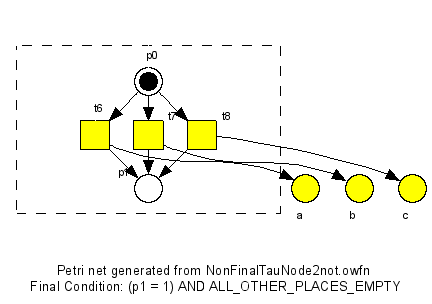 p0
t6
t7
t8
p1
a
b
c
Petri net generated from NonFinalTauNode2not.owfn
Final Condition: (p1 = 1) AND ALL_OTHER_PLACES_EMPTY